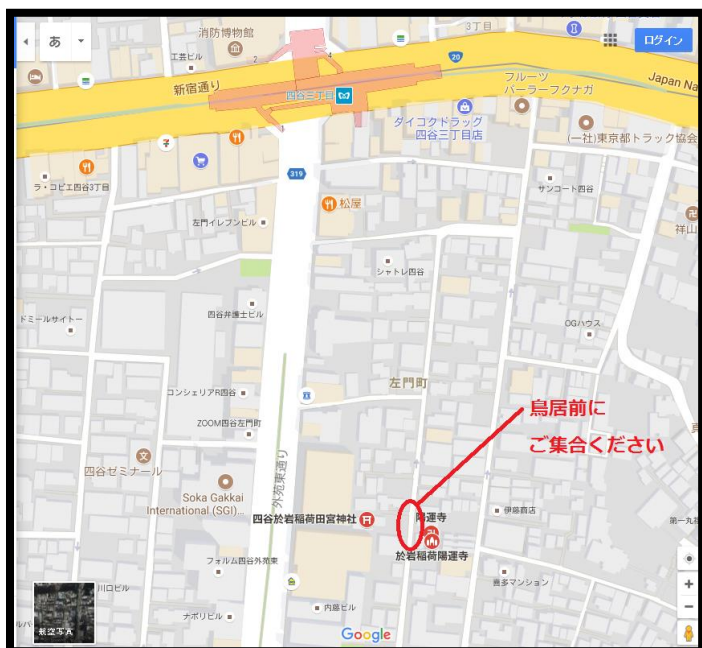 消防博物館
3丁目
あ
ログイン
工芸ビル
2
4
20
新宿通り
四谷三丁目
フルーツ
パーラーフクナガ
Japan Na
ダイコクドラッグ
四谷三丁目店
(一社)東京都トラック協会
319
ラ・コピエ四谷3丁目
松屋
サンコート四谷
左門イレブンビル
祥山
シャトレ四谷
四谷弁護士ビル
ドミールサイトー
OGハウス
左門町
コンシェリアR四谷
鳥居前に
ご集合ください
ZOOM四谷左門町
四谷ゼミナール
外苑東通り
Soka Gakkai
International (SGI)...
四谷於岩稲荷田宮神社
陽運寺
伊藤商店
第一丸
於岩稲荷陽運寺
フォルム四谷外苑東
喜多マンション
川口ビル
内藤ビル
ナポリビル
航空写真
Google